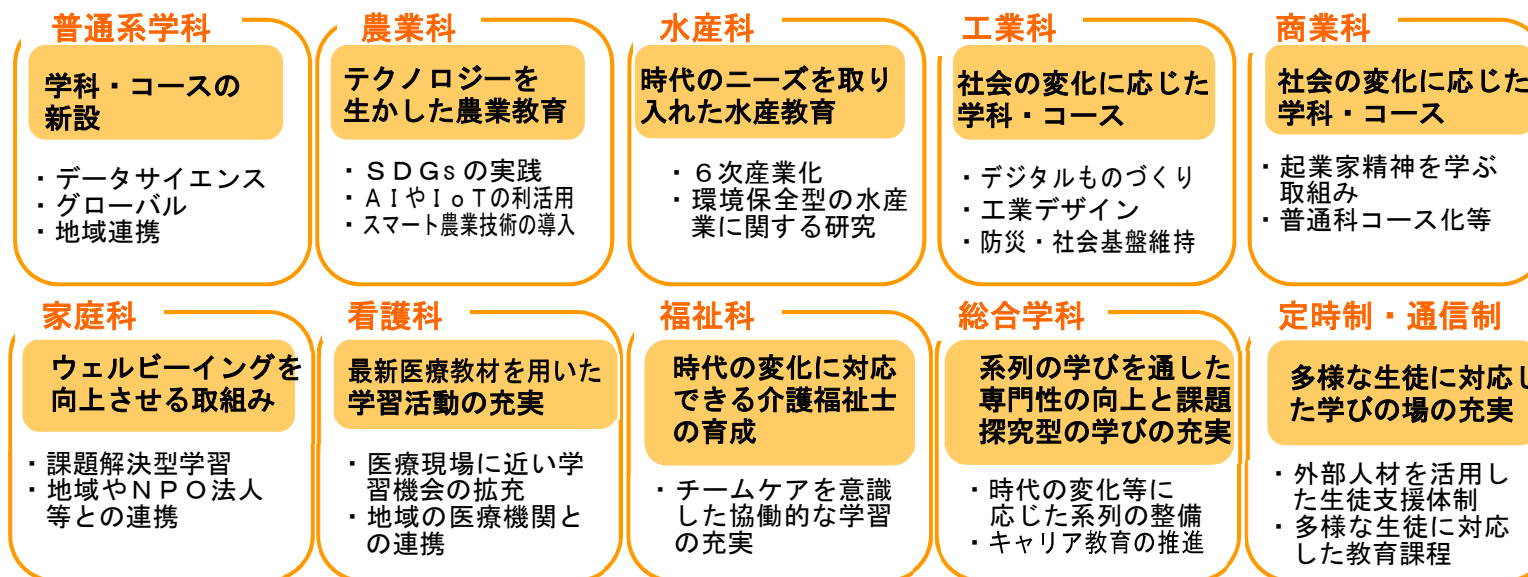 普通系学科
学科・コースの
新設
・データサイエンス
・グローバル
・地域連携
農業科
テクノロジーを
生かした農業教育
・ＳＤＧｓの実践
・ＡＩやＩｏＴの利活用
・スマート農業技術の導入
水産科
時代のニーズを取り
入れた水産教育
・６次産業化
・環境保全型の水産
業に関する研究
工業科
社会の変化に応じた
学科・コース
・デジタルものづくり
・工業デザイン
・防災・社会基盤維持
商業科
社会の変化に応じた
学科・コース
・起業家精神を学ぶ
取組み
・普通科コース化等
家庭科
ウェルビーイングを
向上させる取組み
・課題解決型学習
・地域やＮＰＯ法人
等との連携
看護科
最新医療教材を用いた
学習活動の充実
・医療現場に近い学
習機会の拡充
・地域の医療機関と
の連携
福祉科
時代の変化に対応
できる介護福祉士
の育成
・チームケアを意識
した協働的な学習
の充実
総合学科
系列の学びを通した
専門性の向上と課題
探究型の学びの充実
・時代の変化等に
応じた系列の整備
・キャリア教育の推進
定時制・通信制
多様な生徒に対応し
た学びの場の充実
・外部人材を活用し
た生徒支援体制
・多様な生徒に対応
した教育課程